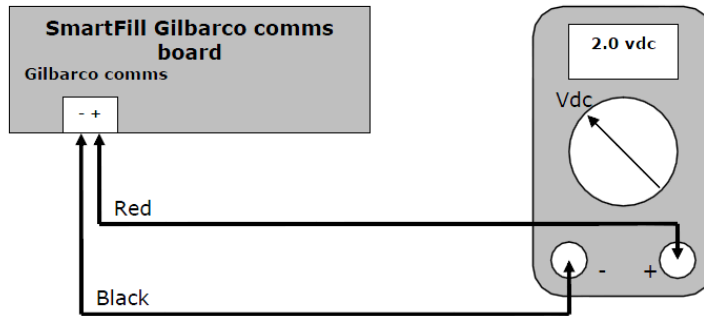 SmartFill Gilbarco comms
board
Gilbarco comms
- +
2.0 vdc
Vdc
Red
- +
Black